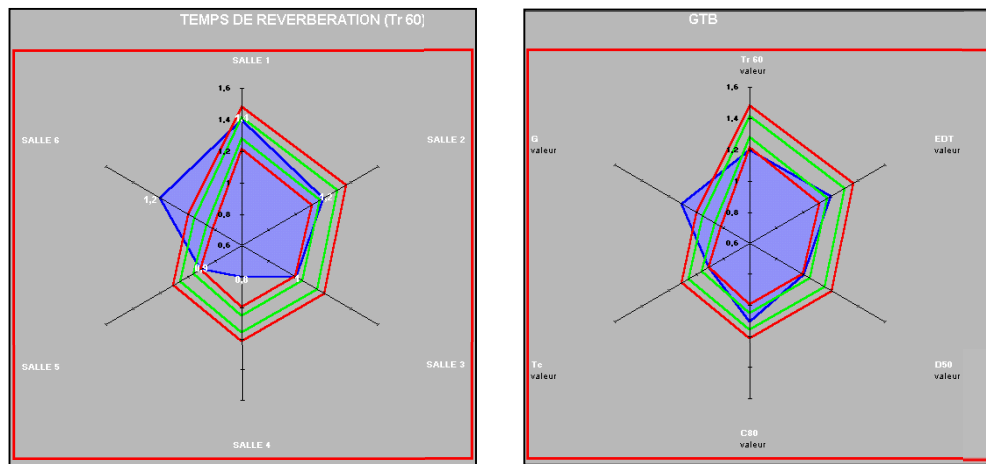 TEMPS DE REVERBERATION (Tr 60)
SALLE 1
1,6
1,4
1,4
SALLE 6
SALLE 2
1,2
1,2
1,2
1
0,8
0,6
1
0,8
SALLE 5
SALLE 3
SALLE 4
GTB
Tr 60
valeur
1,6
1,4
G
valeur
EDT
valeur
1,2
1
0,8
0,6
Tc
valeur
D50
valeur
C80
valeur